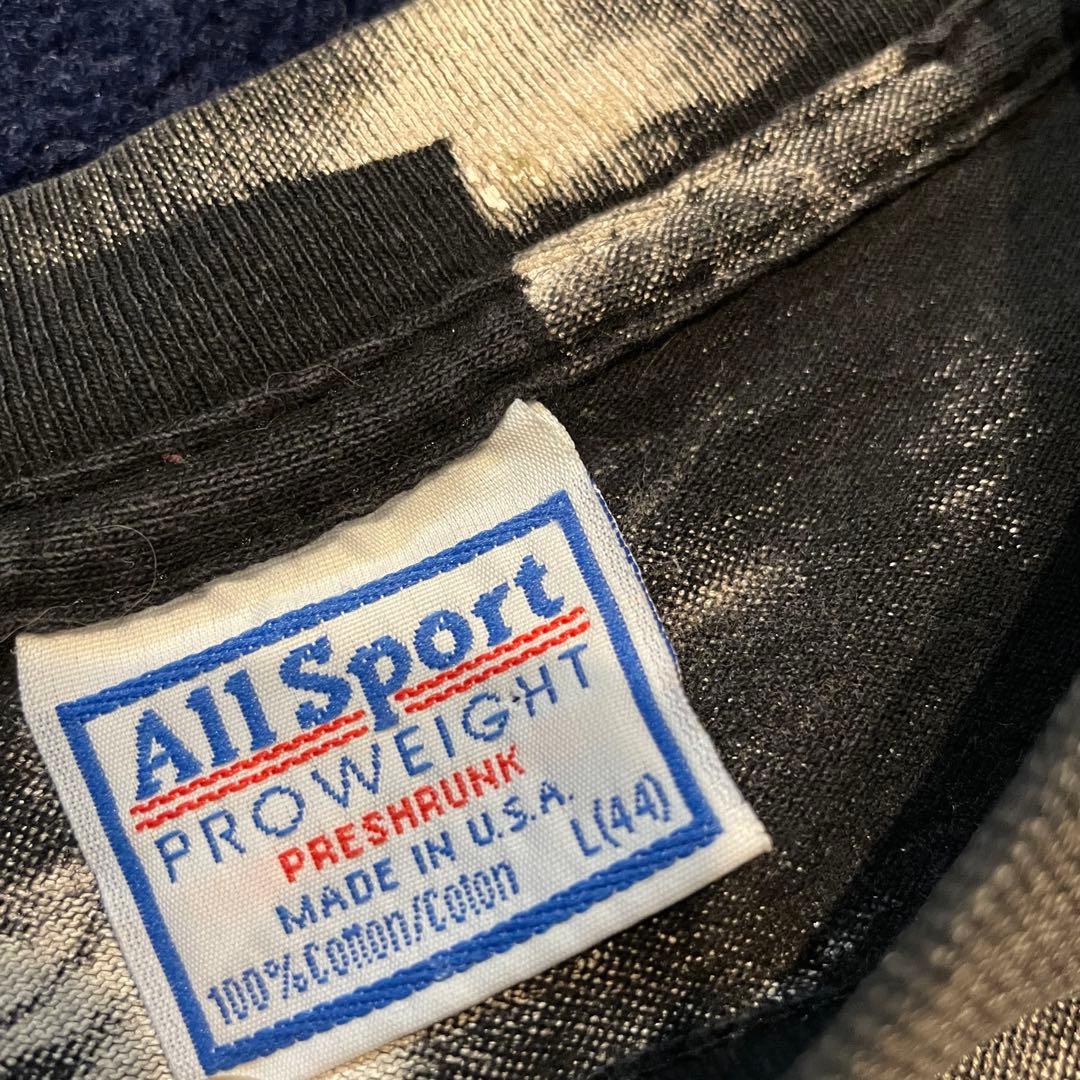 All Sport
PROWEIGHT
PRESHRUNK
MADE IN U.S.A.
L(44)
100% Cotton/Coton